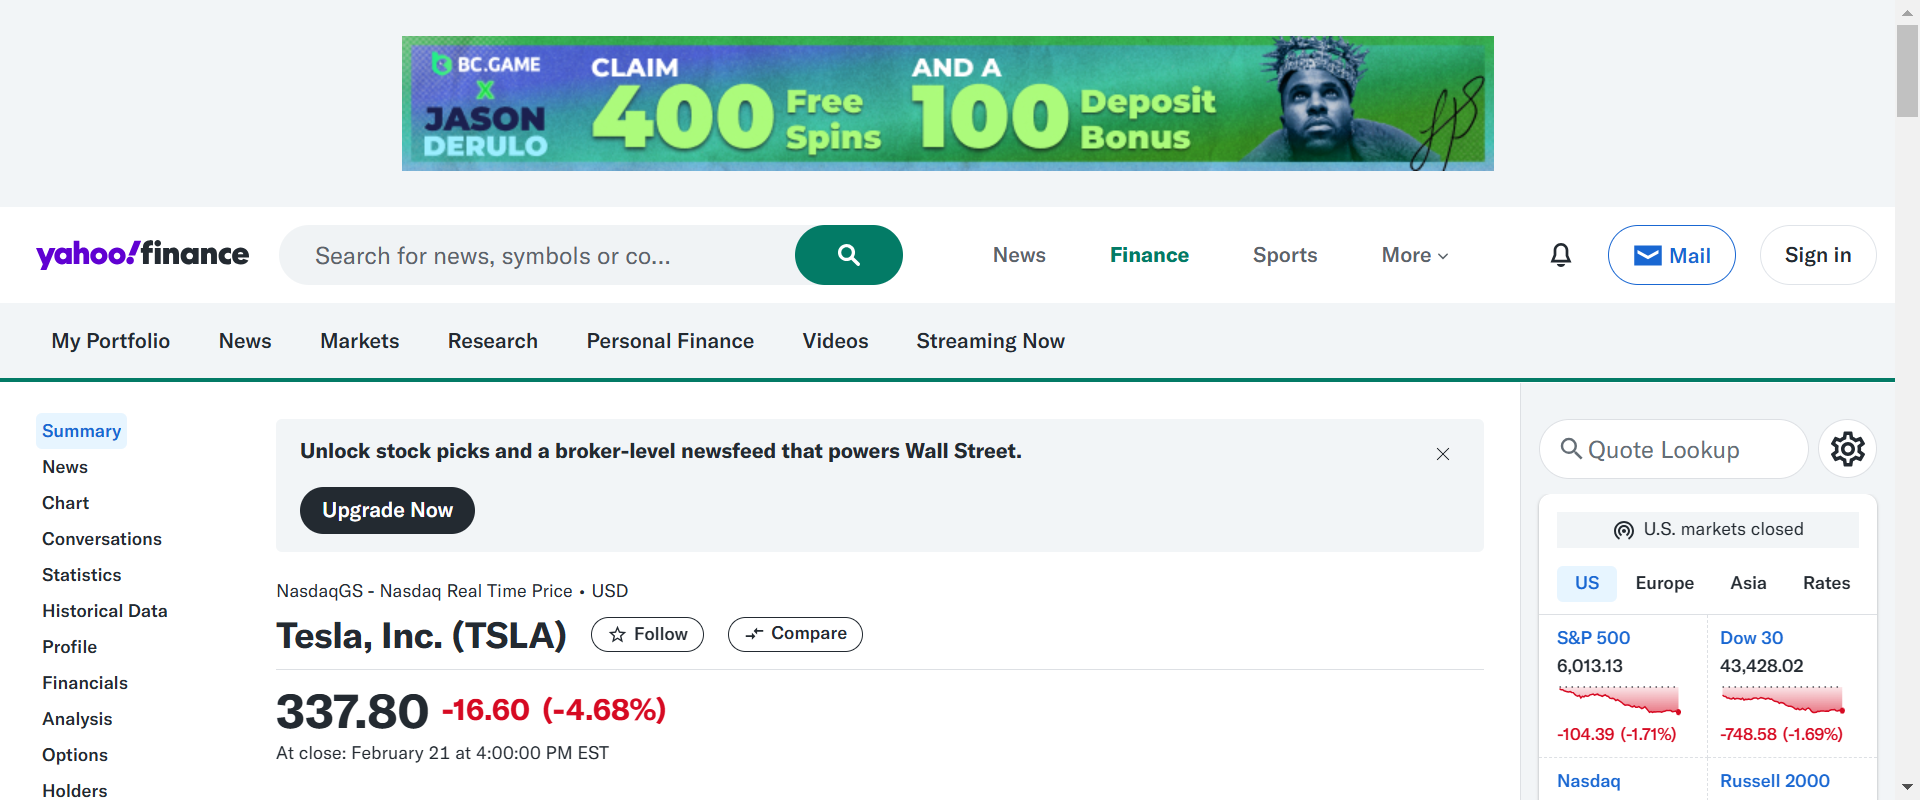 BC.GAME
X
JASON
DERULO
CLAIM
400 Free Spins
AND A
100 Deposit Bonus
yahoo!finance
Search for news, symbols or co...
News
Finance
Sports
More
Mail
Sign in
My Portfolio
News
Markets
Research
Personal Finance
Videos
Streaming Now
Summary
News
Chart
Conversations
Statistics
Historical Data
Profile
Financials
Analysis
Options
Holders
Unlock stock picks and a broker-level newsfeed that powers Wall Street.
Upgrade Now
NasdaqGS - Nasdaq Real Time Price • USD
Tesla, Inc. (TSLA)
Follow
Compare
337.80 -16.60 (-4.68%)
At close: February 21 at 4:00:00 PM EST
Quote Lookup
U.S. markets closed
US
Europe
Asia
Rates
S&P 500
6,013.13
-104.39 (-1.71%)
Dow 30
43,428.02
-748.58 (-1.69%)
Nasdaq
Russell 2000